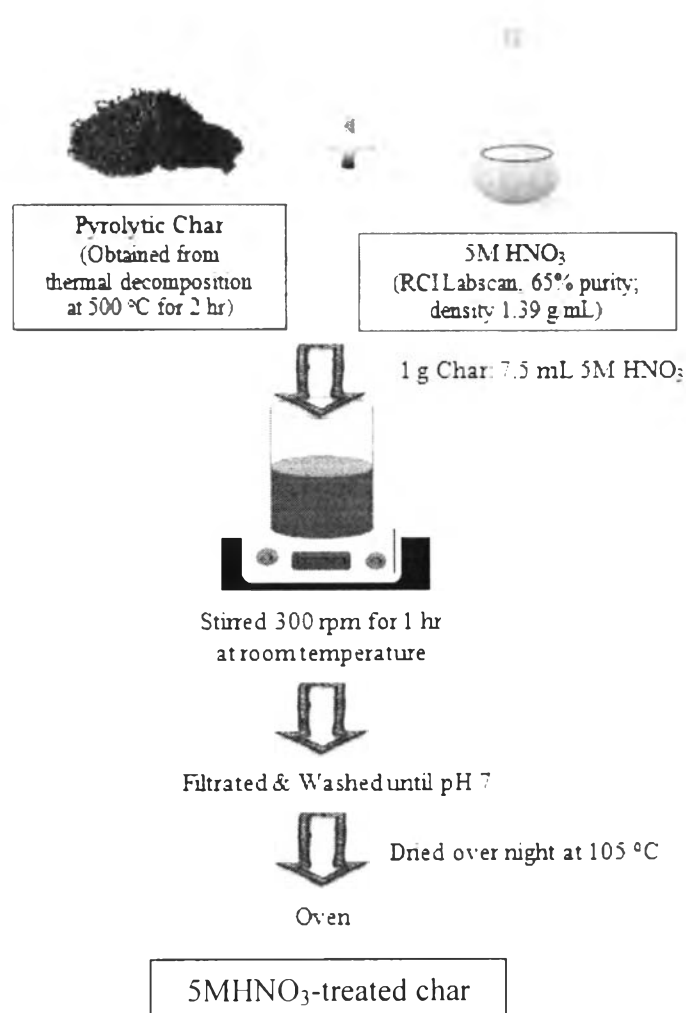 Pyrolytic Char
(Obtained from
thermal decomposition
at 500 °C for 2 hr)
5M HNO₃
(RCI Labscan. 65% purity;
density 1.39 g mL)
1 g Char: 7.5 mL 5M HNO₃
Stirred 300 rpm for 1 hr
at room temperature
Filtrated & Washed until pH 7
Dried over night at 105 °C
Oven
5MHNO₃-treated char